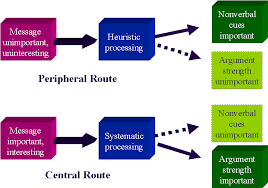 Message
unimportant,
uninteresting
Heuristic
processing
Nonverbal
cues
important
Argument
strength
unimportant
Peripheral Route
Message
important,
interesting
Systematic
processing
Nonverbal
cues
unimportant
Argument
strength
important
Central Route